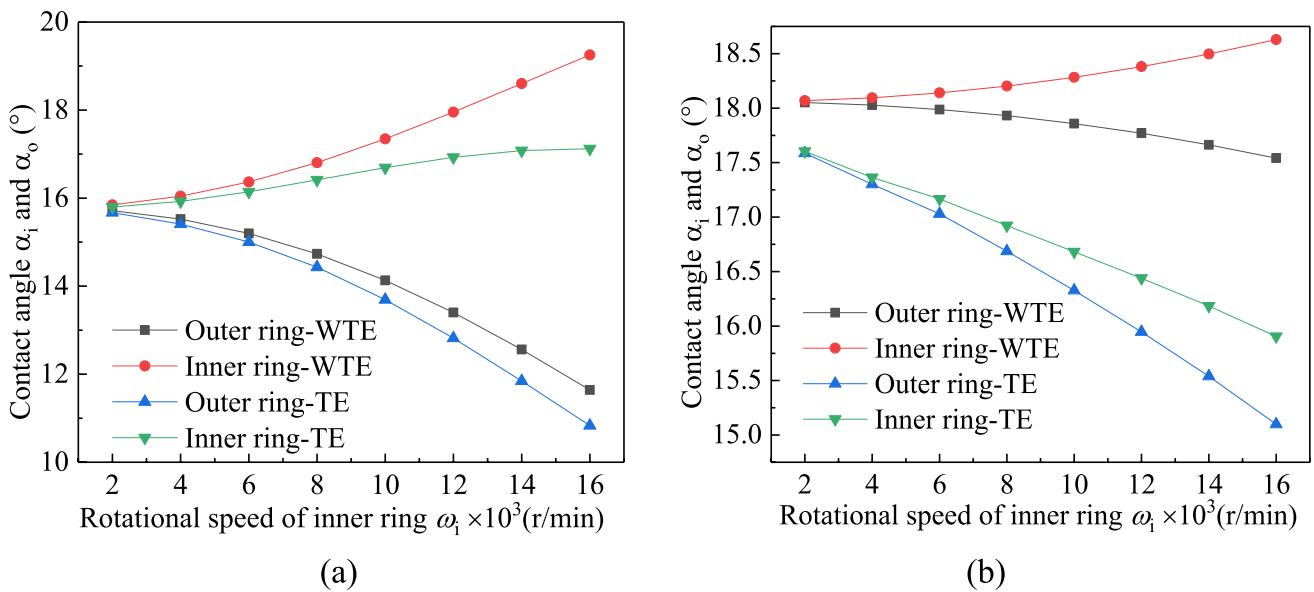 20
18
16
14
12
10
Contact angle αi and αo (°)
Outer ring-WTE
Inner ring-WTE
Outer ring-TE
Inner ring-TE
2 4 6 8 10 12 14 16
Rotational speed of inner ring ωi ×10³(r/min)
(a)
18.5
18.0
17.5
17.0
16.5
16.0
15.5
15.0
Contact angle αi and αo (°)
Outer ring-WTE
Inner ring-WTE
Outer ring-TE
Inner ring-TE
2 4 6 8 10 12 14 16
Rotational speed of inner ring ωi ×10³(r/min)
(b)